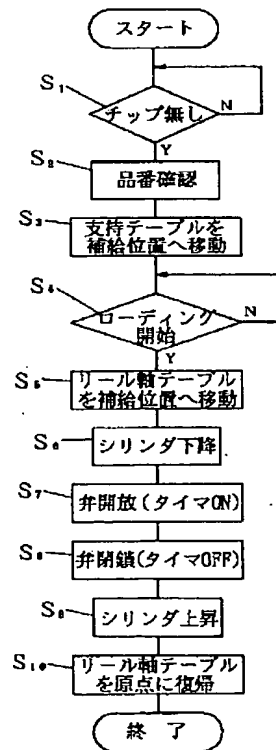 スタート
S1
チップ無し
N
Y
S2
品番確認
S3
支持テーブルを
補給位置へ移動
S4
ローディング
開始
N
Y
S5
リール軸テーブル
を補給位置へ移動
S6
シリンダ下降
S7
弁開放(タイマON)
S8
弁閉鎖(タイマOFF)
S9
シリンダ上昇
S10
リール軸テーブル
を原点に復帰
終了